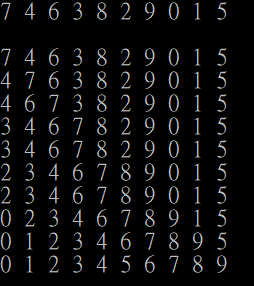 7 4 6 3 8 2 9 0 1 5
7 4 6 3 8 2 9 0 1 5
4 7 6 3 8 2 9 0 1 5
4 6 7 3 8 2 9 0 1 5
3 4 6 7 8 2 9 0 1 5
3 4 6 7 8 2 9 0 1 5
2 3 4 6 7 8 9 0 1 5
2 3 4 6 7 8 9 0 1 5
0 2 3 4 6 7 8 9 1 5
0 1 2 3 4 6 7 8 9 5
0 1 2 3 4 5 6 7 8 9